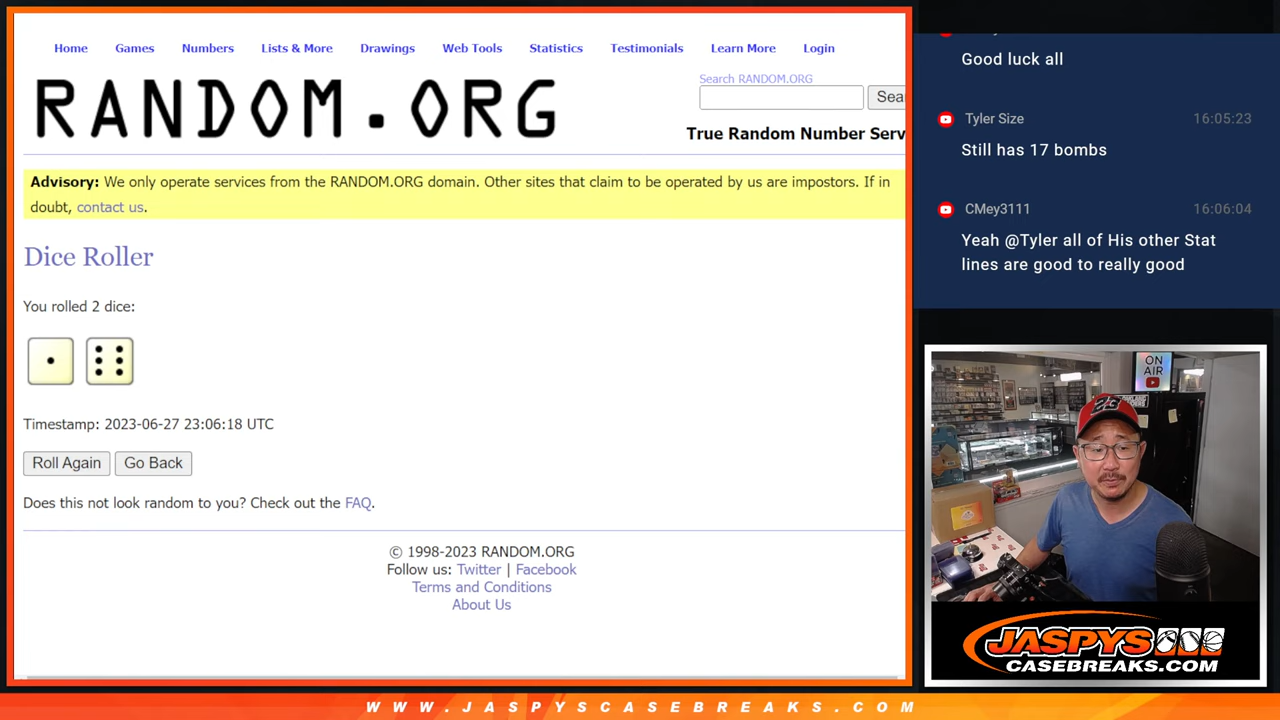 Home Games Numbers Lists & More Drawings Web Tools Statistics Testimonials Learn More Login
RANDOM.ORG
Search RANDOM.ORG
True Random Number Serv
Advisory: We only operate services from the RANDOM.ORG domain. Other sites that claim to be operated by us are impostors. If in
doubt, contact us.
Dice Roller
You rolled 2 dice:
Timestamp: 2023-06-27 23:06:18 UTC
Roll Again Go Back
Does this not look random to you? Check out the FAQ.
© 1998-2023 RANDOM.ORG
Follow us: Twitter | Facebook
Terms and Conditions
About Us
Good luck all
Tyler Size 16:05:23
Still has 17 bombs
CMey3111 16:06:04
Yeah @Tyler all of His other Stat
lines are good to really good
ON
AIR
23
JASPYS
CASEBREAKS.COM
WWW.JASPYSCASEBREAKS.COM